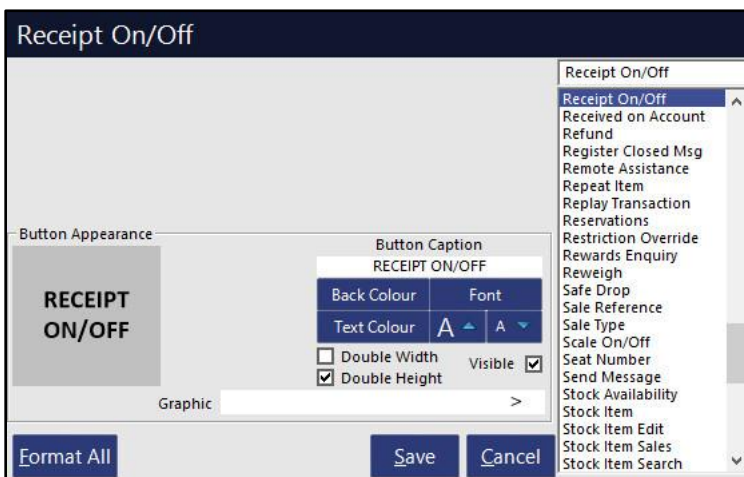 Receipt On/Off
Receipt On/Off
Receipt On/Off
Received on Account
Refund
Register Closed Msg
Remote Assistance
Repeat Item
Replay Transaction
Reservations
Restriction Override
Rewards Enquiry
Reweigh
Safe Drop
Sale Reference
Sale Type
Scale On/Off
Seat Number
Send Message
Stock Availability
Stock Item
Stock Item Edit
Stock Item Sales
Stock Item Search
Button Appearance
RECEIPT
ON/OFF
Button Caption
RECEIPT ON/OFF
Back Colour Font
Text Colour A A
Double Width
Double Height
Visible
Graphic >
Format All Save Cancel